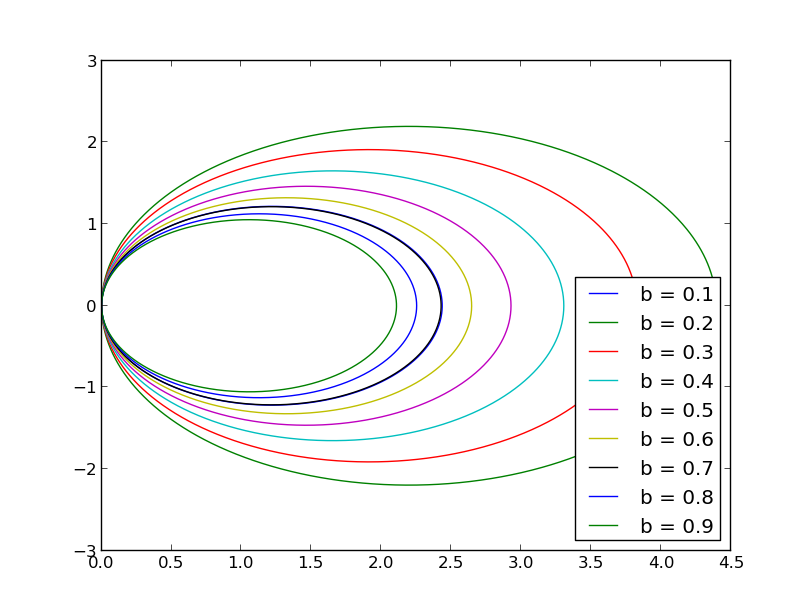 3
2
1
0
−1
−2
−3
0.0 0.5 1.0 1.5 2.0 2.5 3.0 3.5 4.0 4.5
b = 0.1
b = 0.2
b = 0.3
b = 0.4
b = 0.5
b = 0.6
b = 0.7
b = 0.8
b = 0.9